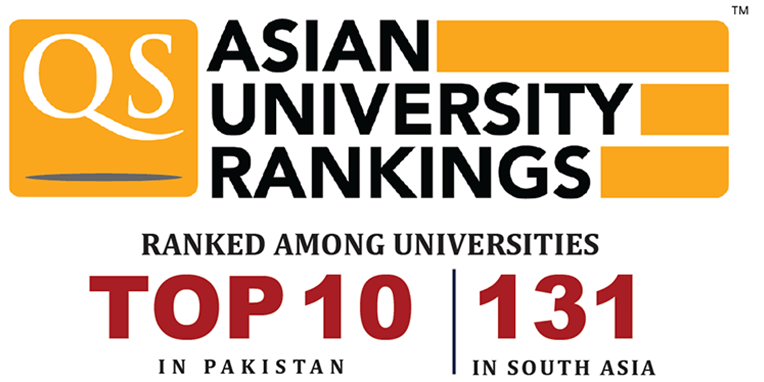 QS
ASIAN
UNIVERSITY
RANKINGS
TM
RANKED AMONG UNIVERSITIES
TOP 10 | 131
IN PAKISTAN IN SOUTH ASIA